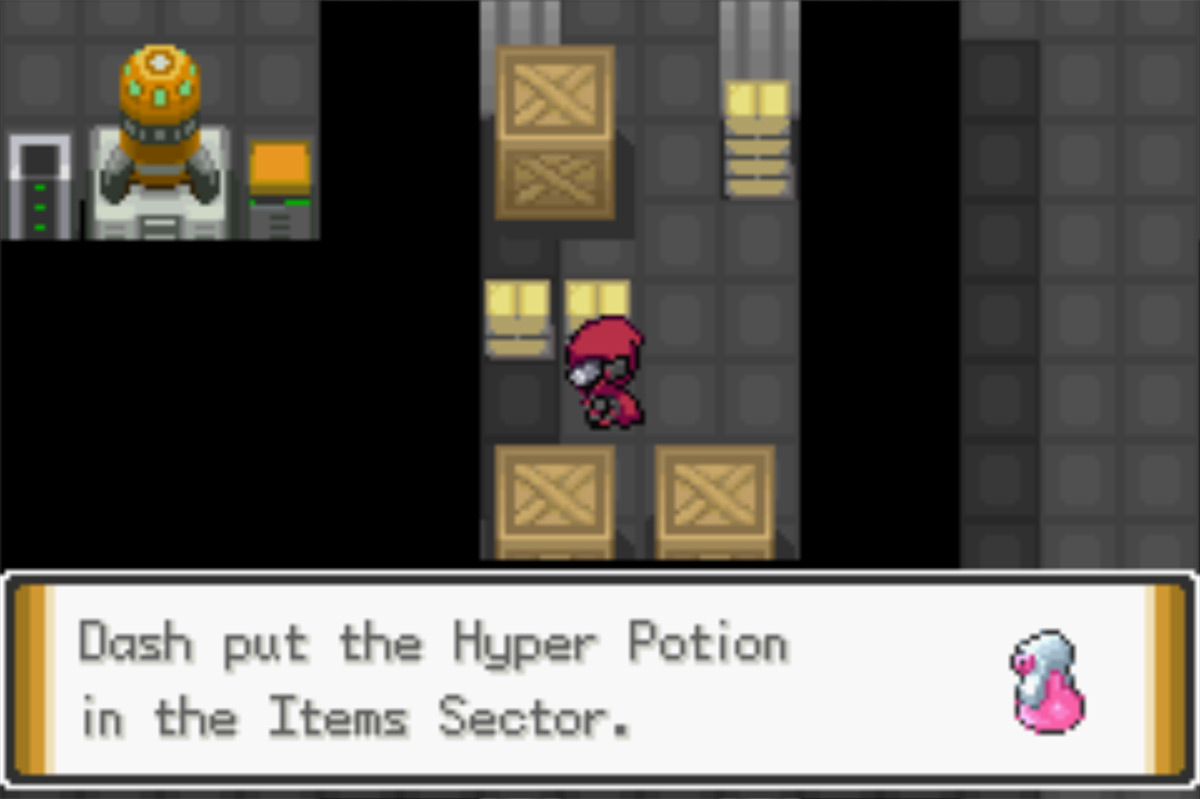 Dash put the Hyper Potion
in the Items Sector.